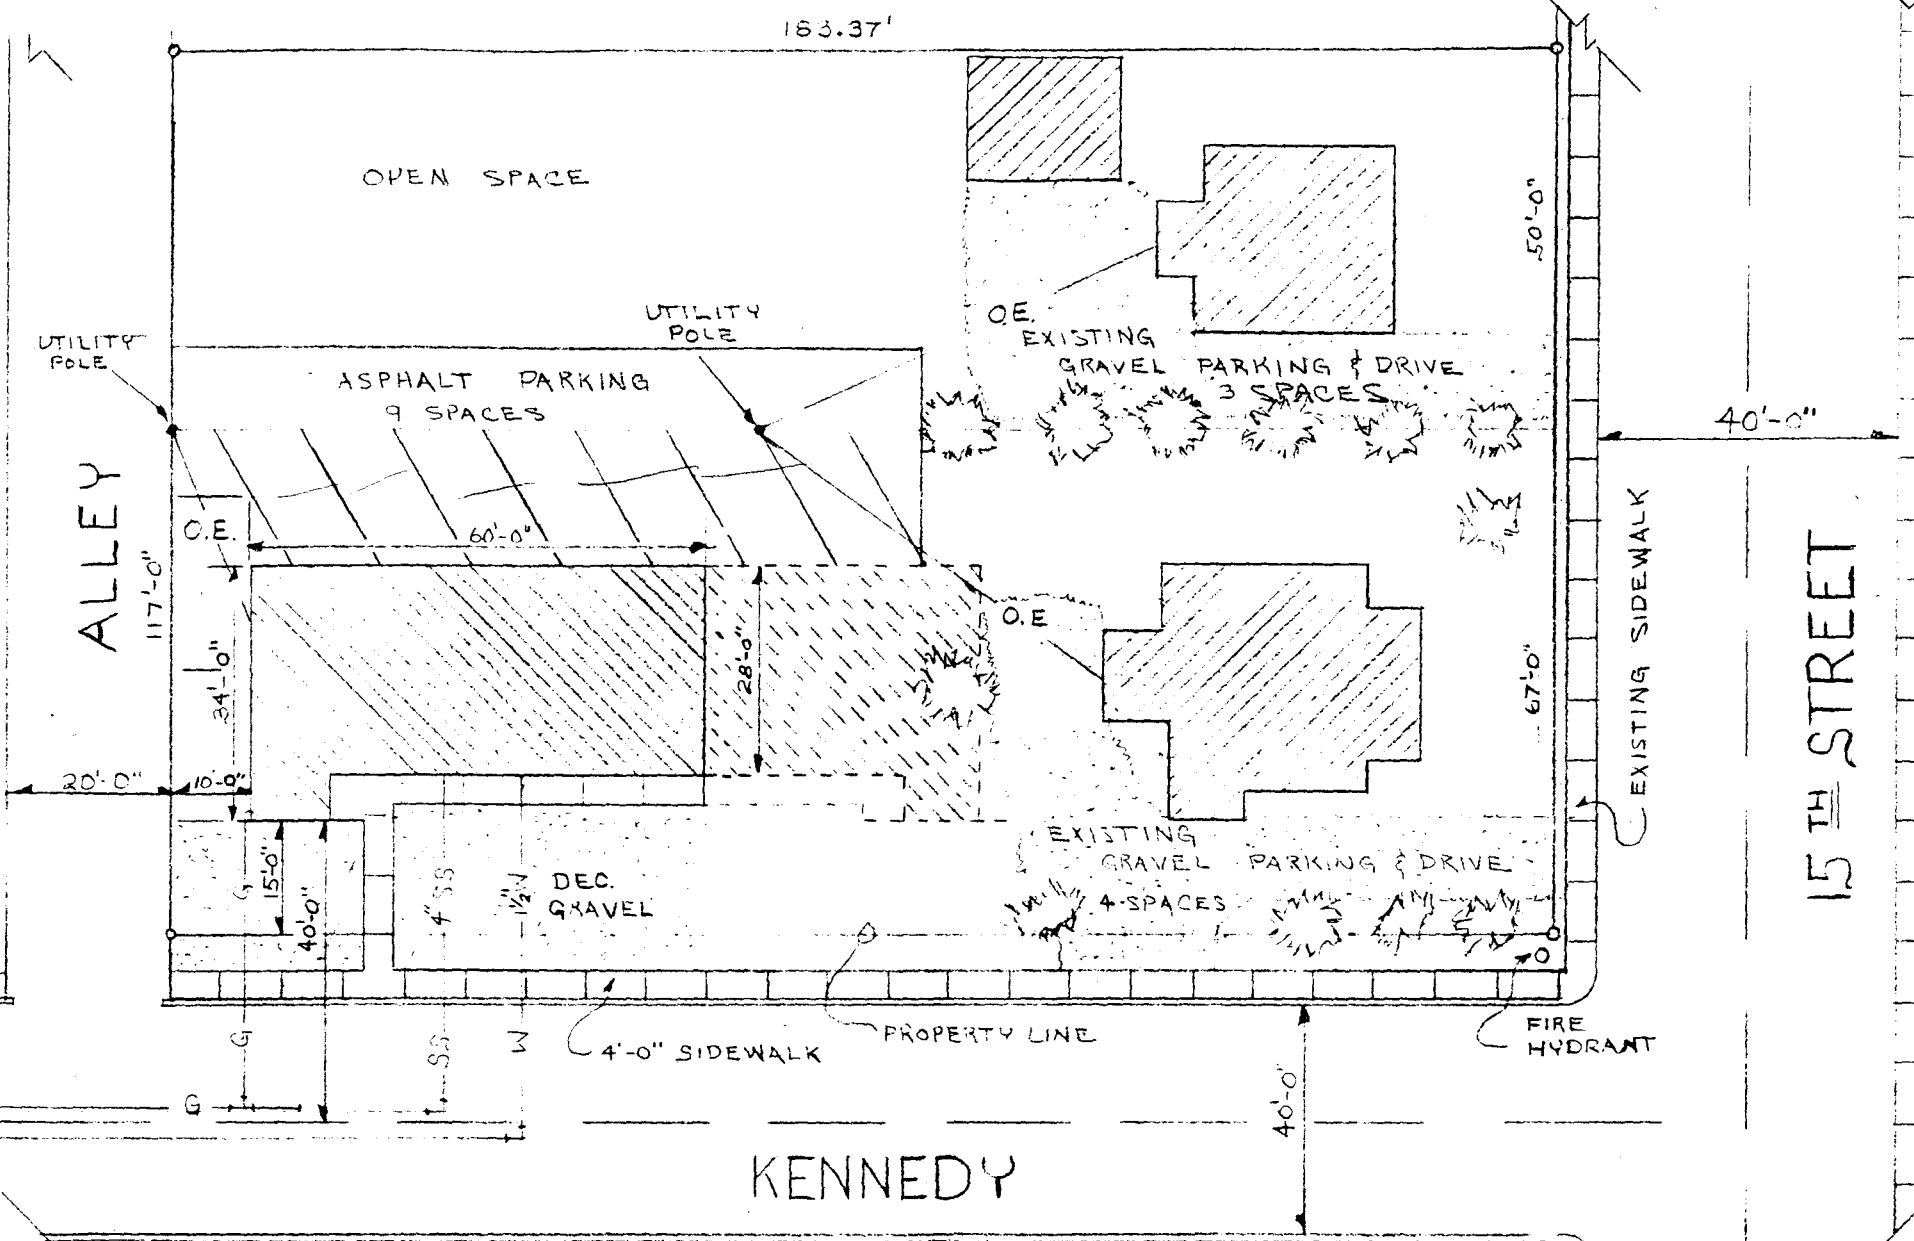 183.37'
OPEN SPACE
50'-0"
UTILITY
POLE
UTILITY
POLE
O.E.
EXISTING
GRAVEL PARKING & DRIVE
3 SPACES
ASPHALT PARKING
9 SPACES
40'-0"
ALLEY
117'-0"
O.E.
60'-0"
O.E
28'-0"
34'-0"
67'-0"
EXISTING SIDEWALK
15TH STREET
20'-0"
10'-0"
15'-0"
40'-0"
G
4" SS
1½" W
DEC.
GRAVEL
EXISTING
GRAVEL PARKING & DRIVE
4 SPACES
G
SS
W
4'-0" SIDEWALK
PROPERTY LINE
FIRE
HYDRANT
G
40'-0"
KENNEDY